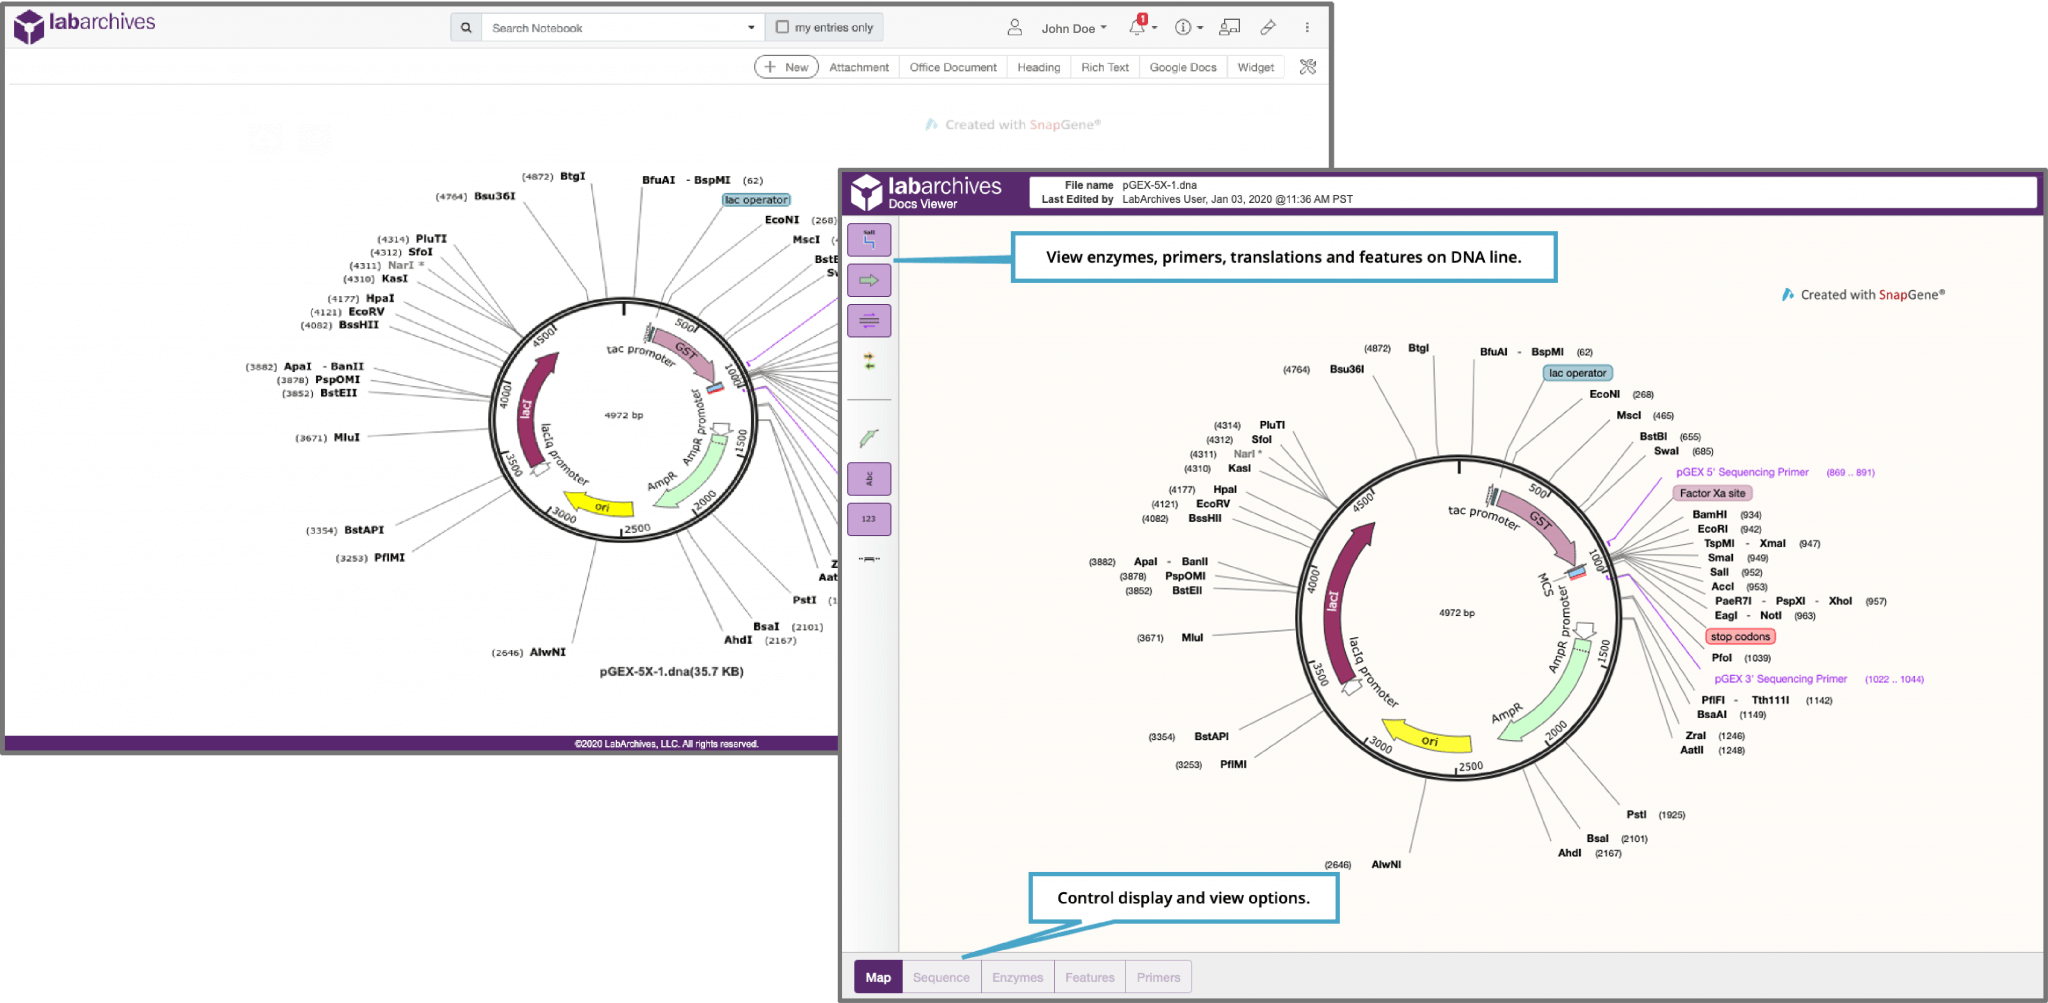 labarchives
Search Notebook
my entries only
John Doe
1
New
Attachment
Office Document
Heading
Rich Text
Google Docs
Widget
Created with SnapGene®
(4872) BtgI
BfuAI - BspMI (62)
(4764) Bsu36I
lac operator
EcoNI (268)
(4314) PluTI
MscI
(4312) SfoI
(4311) NarI *
(4310) KasI
(4177) HpaI
(4121) EcoRV
(4082) BssHII
4500
500
tac promoter
GST
1000
(3882) ApaI - BanII
(3878) PspOMI
(3852) BstEII
4000
lacI
4972 bp
AmpR promoter
(3671) MluI
lacIq promoter
1500
3500
AmpR
2000
ori
3000
2500
(3354) BstAPI
(3253) PflMI
Aat
PstI
BsaI (2101)
AhdI (2167)
(2646) AlwNI
pGEX-5X-1.dna(35.7 KB)
©2020 LabArchives, LLC. All rights reserved.
labarchives
Docs Viewer
File name pGEX-5X-1.dna
Last Edited by LabArchives User, Jan 03, 2020 @11:36 AM PST
SalI
Abc
123
View enzymes, primers, translations and features on DNA line.
Created with SnapGene®
(4872) BtgI
BfuAI - BspMI (62)
(4764) Bsu36I
lac operator
EcoNI (268)
MscI (465)
(4314) PluTI
BstBI (655)
(4312) SfoI
SwaI (685)
(4311) NarI *
(4310) KasI
pGEX 5' Sequencing Primer (869 .. 891)
(4177) HpaI
Factor Xa site
(4121) EcoRV
(4082) BssHII
BamHI (934)
EcoRI (942)
TspMI - XmaI (947)
SmaI (949)
SalI (952)
AccI (953)
PaeR7I - PspXI - XhoI (957)
EagI - NotI (963)
stop codons
PfoI (1039)
pGEX 3' Sequencing Primer (1022 .. 1044)
PflFI - Tth111I (1142)
BsaAI (1149)
ZraI (1246)
AatII (1248)
4500
500
tac promoter
GST
1000
MCS
(3882) ApaI - BanII
(3878) PspOMI
(3852) BstEII
4000
lacI
4972 bp
AmpR promoter
(3671) MluI
lacIq promoter
1500
3500
AmpR
2000
ori
3000
2500
(3354) BstAPI
(3253) PflMI
PstI (1925)
BsaI (2101)
AhdI (2167)
(2646) AlwNI
Control display and view options.
Map
Sequence
Enzymes
Features
Primers